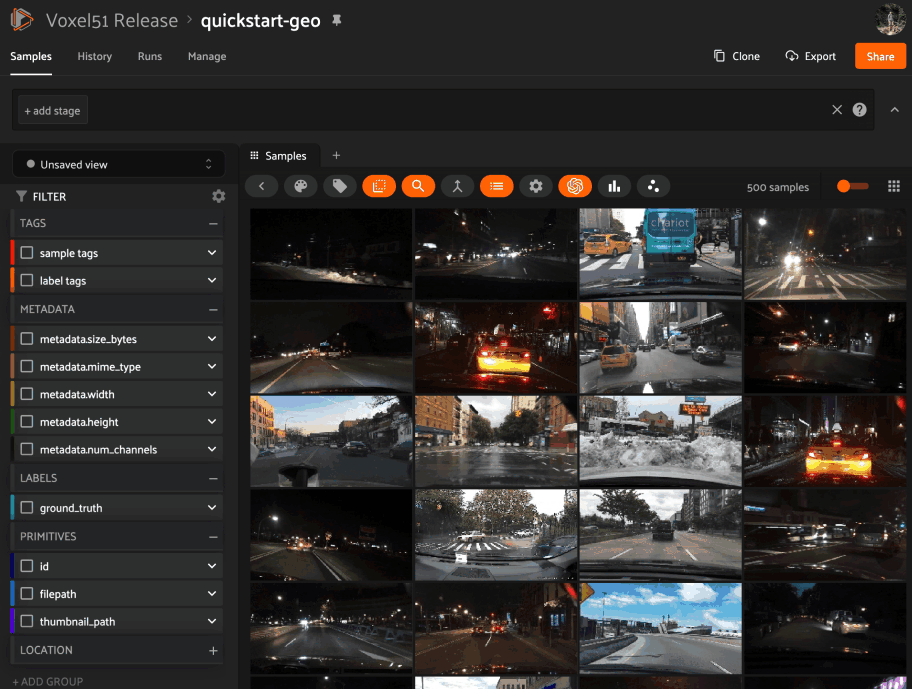 Voxel51 Release > quickstart-geo
Samples History Runs Manage
Clone Export Share
+ add stage
Unsaved view
Samples +
FILTER
500 samples
TAGS
sample tags
label tags
METADATA
metadata.size_bytes
metadata.mime_type
metadata.width
metadata.height
metadata.num_channels
LABELS
ground_truth
PRIMITIVES
id
filepath
thumbnail_path
LOCATION
+ ADD GROUP
chariot